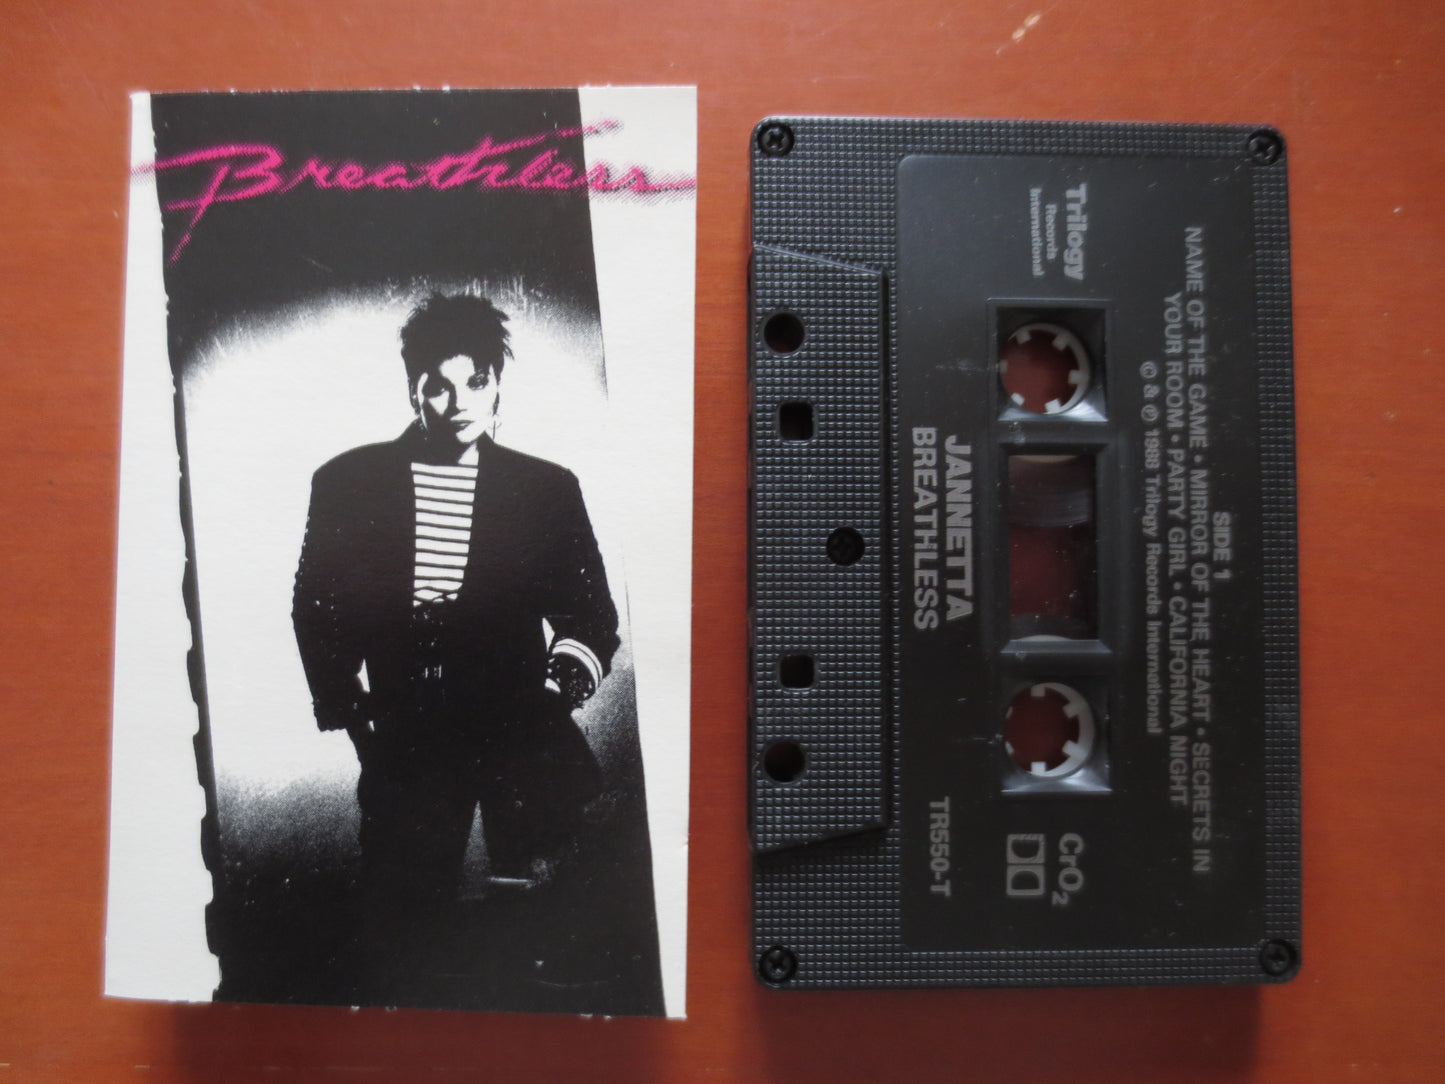 Breathless
Trilogy
Records
International
SIDE 1
NAME OF THE GAME • MIRROR OF THE HEART • SECRETS IN
YOUR ROOM • PARTY GIRL • CALIFORNIA NIGHT
© & ℗ 1988 Trilogy Records International
JANNETTA
BREATHLESS
CrO2
TR550-T